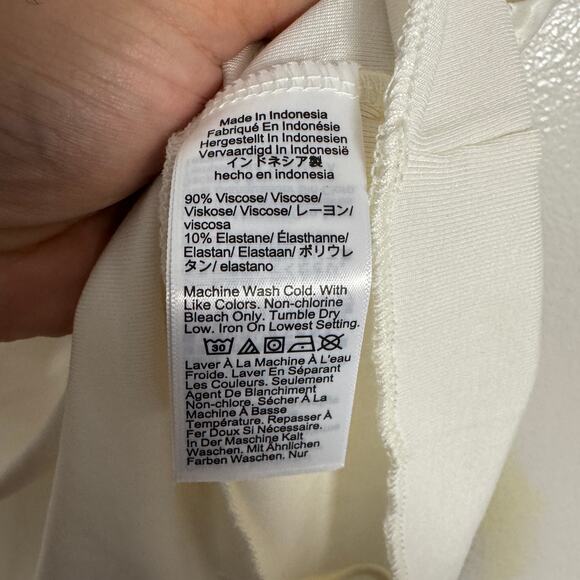 Made In Indonesia
Fabriqué En Indonésie
Hergestellt In Indonesien
Vervaardigd In Indonesië
インドネシア製
hecho en indonesia
90% Viscose/ Viscose/
Viskose/ Viscose/ レーヨン/
viscosa
10% Elastane/ Élasthanne/
Elastan/ Elastaan/ ポリウレ
タン/ elastano
Machine Wash Cold. With
Like Colors. Non-chlorine
Bleach Only. Tumble Dry
Low. Iron On Lowest Setting.
30
Laver À La Machine À L'eau
Froide. Laver En Séparant
Les Couleurs. Seulement
Agent De Blanchiment
Non-chlore. Sécher À La
Machine À Basse
Température. Repasser À
Fer Doux Si Nécessaire.
In Der Maschine Kalt
Waschen. Mit Ähnlichen
Farben Waschen. Nur